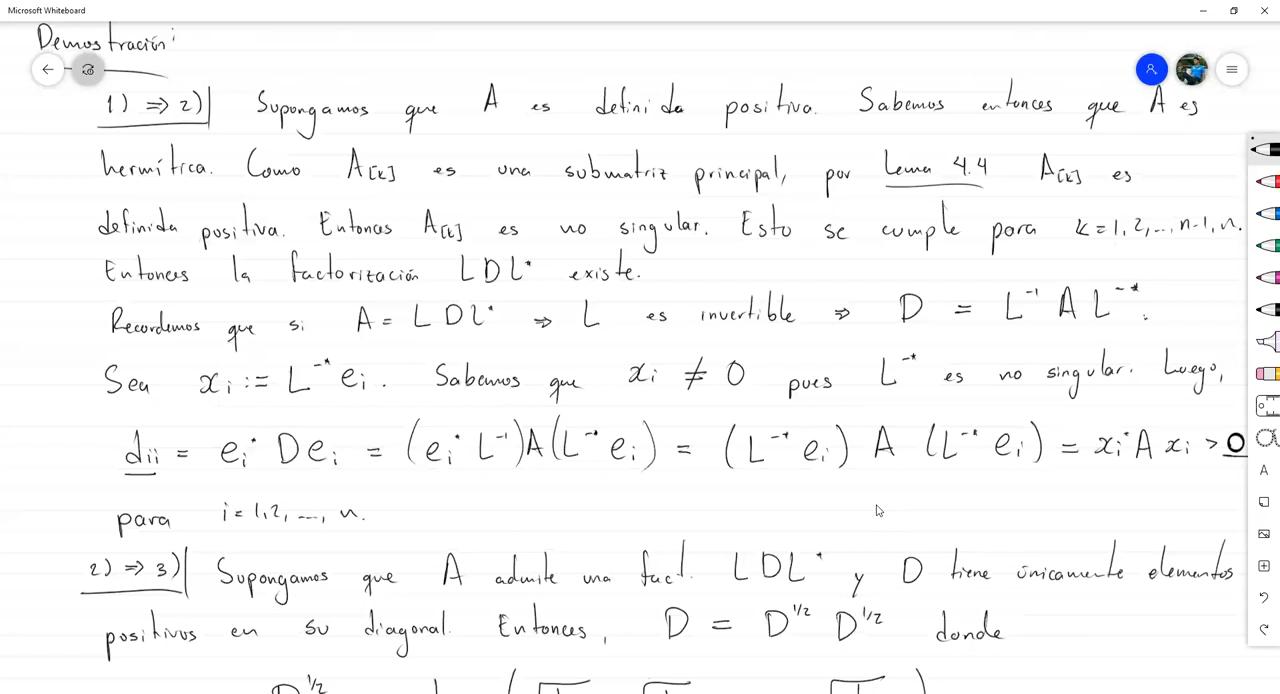 Microsoft Whiteboard
Demostración:
1) ⇒ 2)| Supongamos que A es definida positiva. Sabemos entonces que A es
hermítica. Como A[k] es una submatriz principal, por Lema 4.4 A[k] es
definida positiva. Entonces A[k] es no singular. Esto se cumple para k=1,2,...,n-1,n.
Entonces la factorización LDL* existe.
Recordemos que si A = LDL* ⇒ L es invertible ⇒ D = L⁻¹ A L⁻*.
Sea xᵢ := L⁻* eᵢ. Sabemos que xᵢ ≠ 0 pues L⁻* es no singular. Luego,
dᵢᵢ = eᵢ* D eᵢ = (eᵢ* L⁻¹)A(L⁻* eᵢ) = (L⁻* eᵢ) A (L⁻* eᵢ) = xᵢ* A xᵢ > 0
para i = 1,2,...,n.
2) ⇒ 3)| Supongamos que A admite una fact. LDL* y D tiene únicamente elementos
positivos en su diagonal. Entonces, D = D^1/2 D^1/2 donde
D^1/2